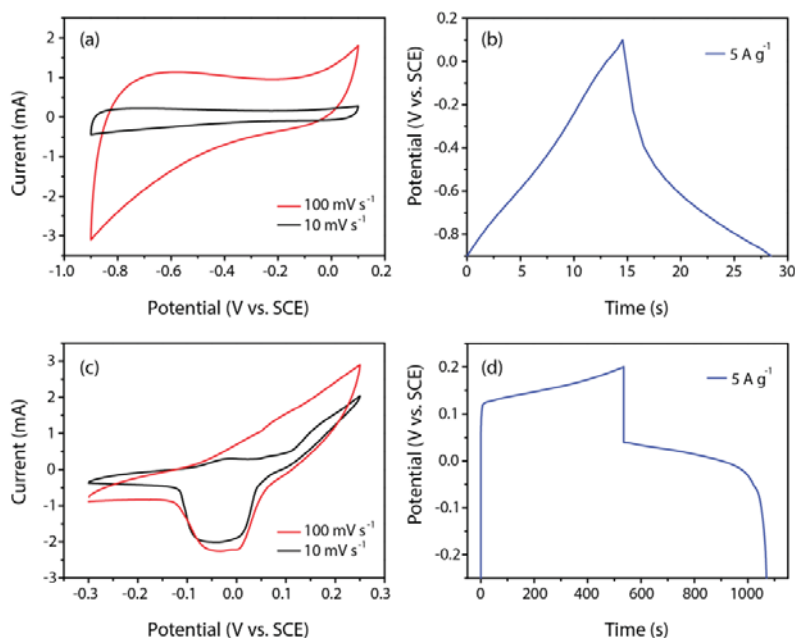 (a)
Current (mA)
2
1
0
-1
-2
-3
100 mV s⁻¹
10 mV s⁻¹
-1.0 -0.8 -0.6 -0.4 -0.2 0.0 0.2
Potential (V vs. SCE)
(b)
Potential (V vs. SCE)
0.0
-0.2
-0.4
-0.6
-0.8
5 A g⁻¹
0 5 10 15 20 25 30
Time (s)
(c)
Current (mA)
3
2
1
0
-1
-2
-3
100 mV s⁻¹
10 mV s⁻¹
-0.3 -0.2 -0.1 0.0 0.1 0.2 0.3
Potential (V vs. SCE)
(d)
Potential (V vs. SCE)
0.2
0.1
0.0
-0.1
-0.2
5 A g⁻¹
0 200 400 600 800 1000
Time (s)